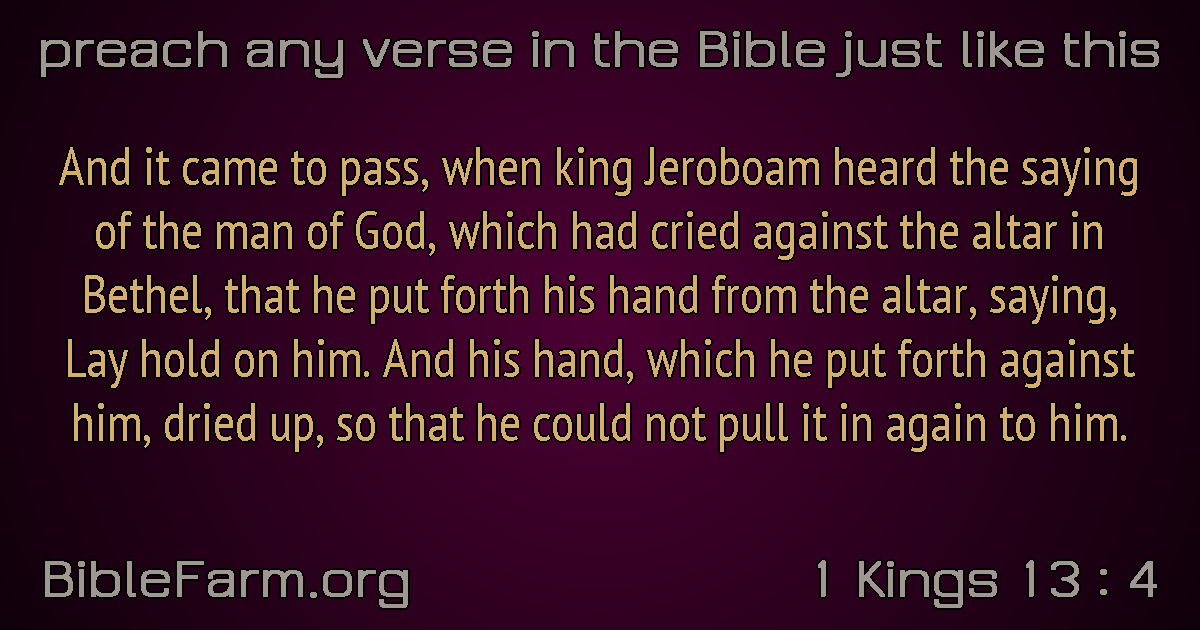 preach any verse in the Bible just like this
And it came to pass, when king Jeroboam heard the saying
of the man of God, which had cried against the altar in
Bethel, that he put forth his hand from the altar, saying,
Lay hold on him. And his hand, which he put forth against
him, dried up, so that he could not pull it in again to him.
BibleFarm.org
1 Kings 13 : 4